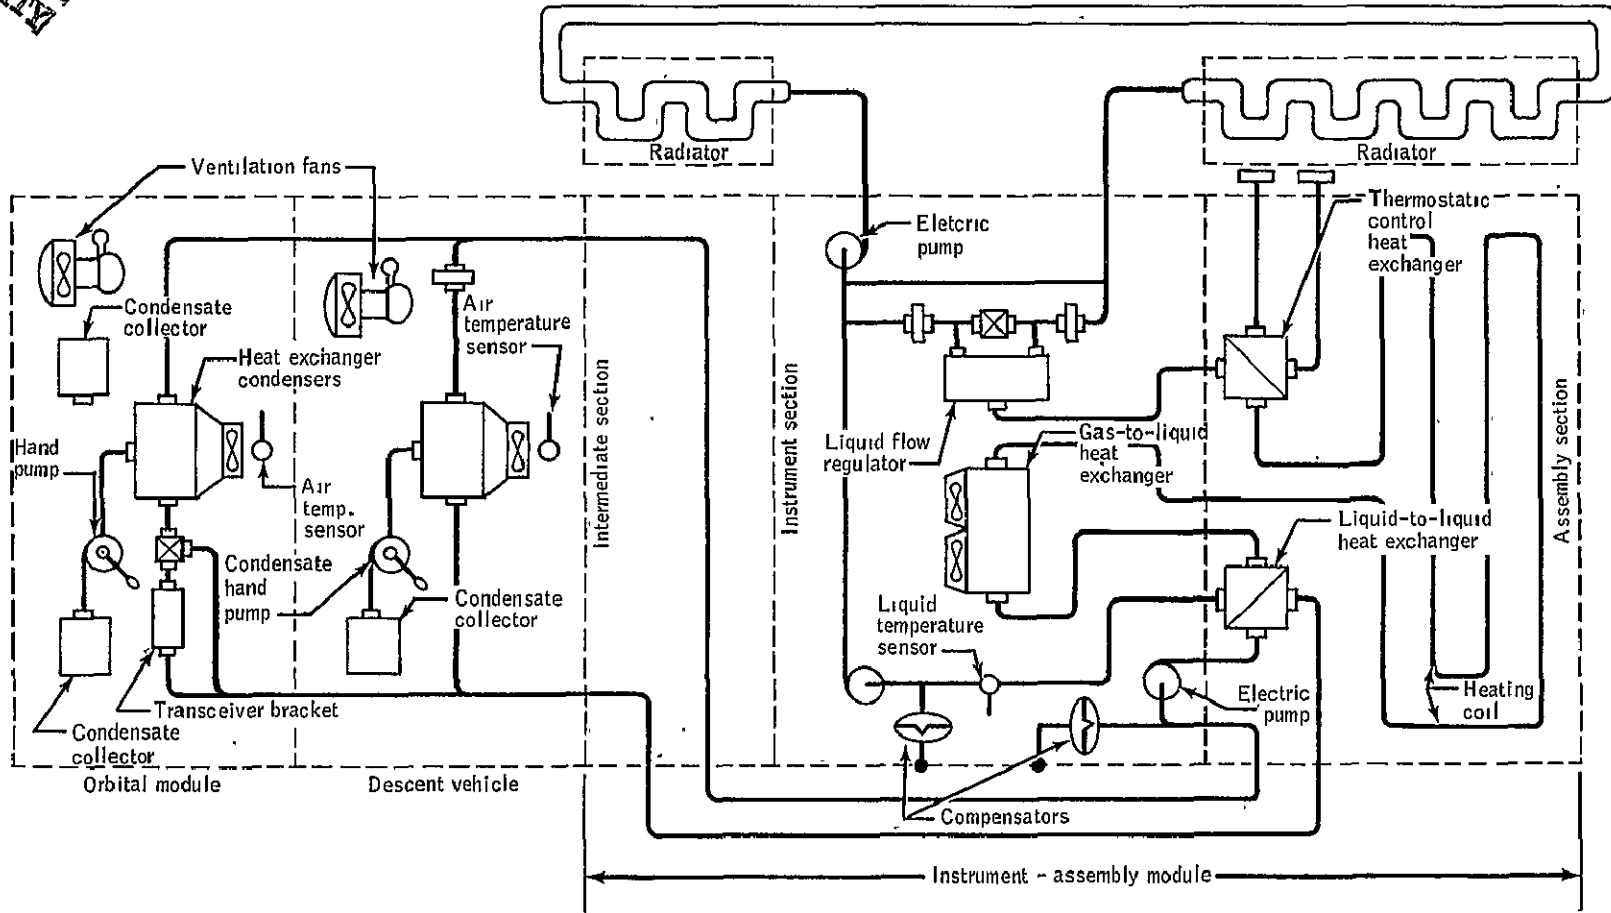 Radiator
Radiator
Ventilation fans
Eletcric
pump
Thermostatic
control
heat
exchanger
Condensate
collector
Air
temperature
sensor
Heat exchanger
condensers
Intermediate section
Instrument section
Assembly section
Hand
pump
Air
temp.
sensor
Liquid flow
regulator
Gas-to-liquid
heat
exchanger
Liquid-to-liquid
heat exchanger
Condensate
hand
pump
Condensate
collector
Liquid
temperature
sensor
Electric
pump
Heating
coil
Transceiver bracket
Condensate
collector
Orbital module
Descent vehicle
Compensators
Instrument - assembly module